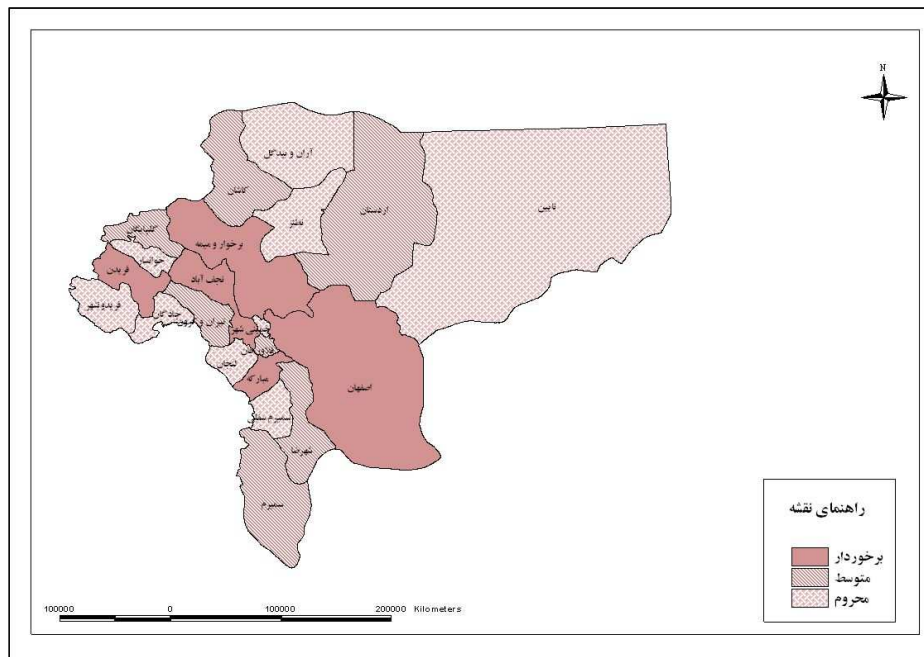 N
آران و بیدگل
کاشان
نطنز
اردستان
نایین
گلپایگان
برخوار و میمه
خوانسار
فریدن
نجف آباد
فریدونشهر
چادگان
تیران و کرون
خمینی شهر
فلاورجان
لنجان
مبارکه
اصفهان
سمیرم سفلی
شهرضا
سمیرم
راهنمای نقشه
برخوردار
متوسط
محروم
100000 0 100000 200000 Kilometers